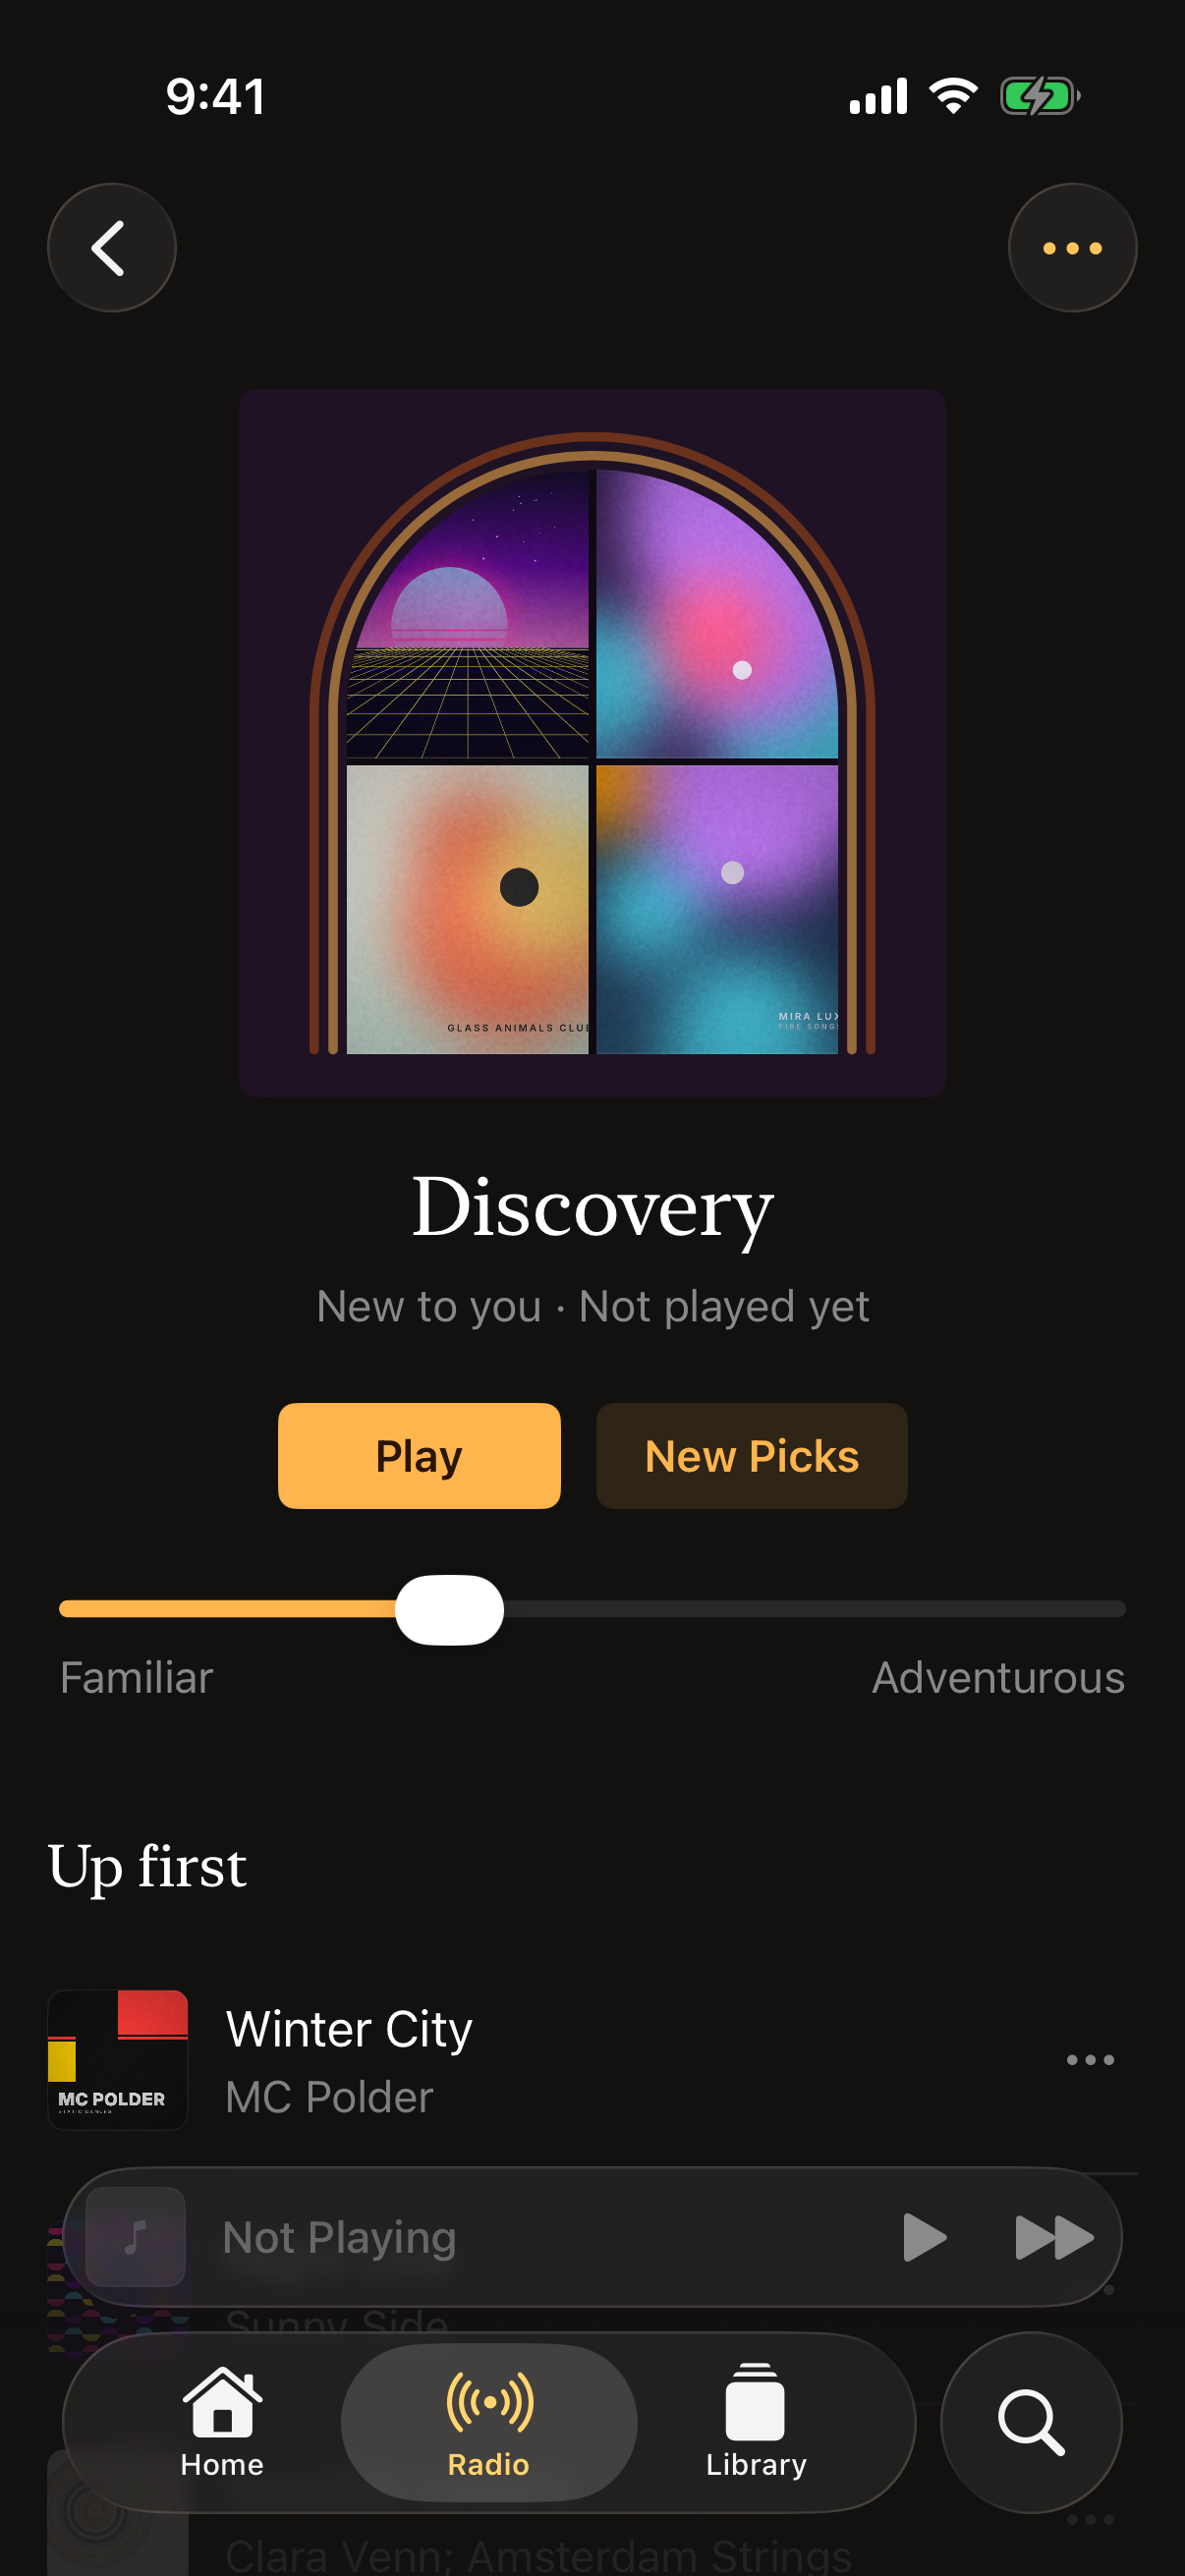 9:41
GLASS ANIMALS CLUB
MIRA LUX
FIRE SONGS
Discovery
New to you · Not played yet
Play
New Picks
Familiar
Adventurous
Up first
MC POLDER
Winter City
MC Polder
Not Playing
Sunny Side
Home
Radio
Library
Clara Venn; Amsterdam Strings